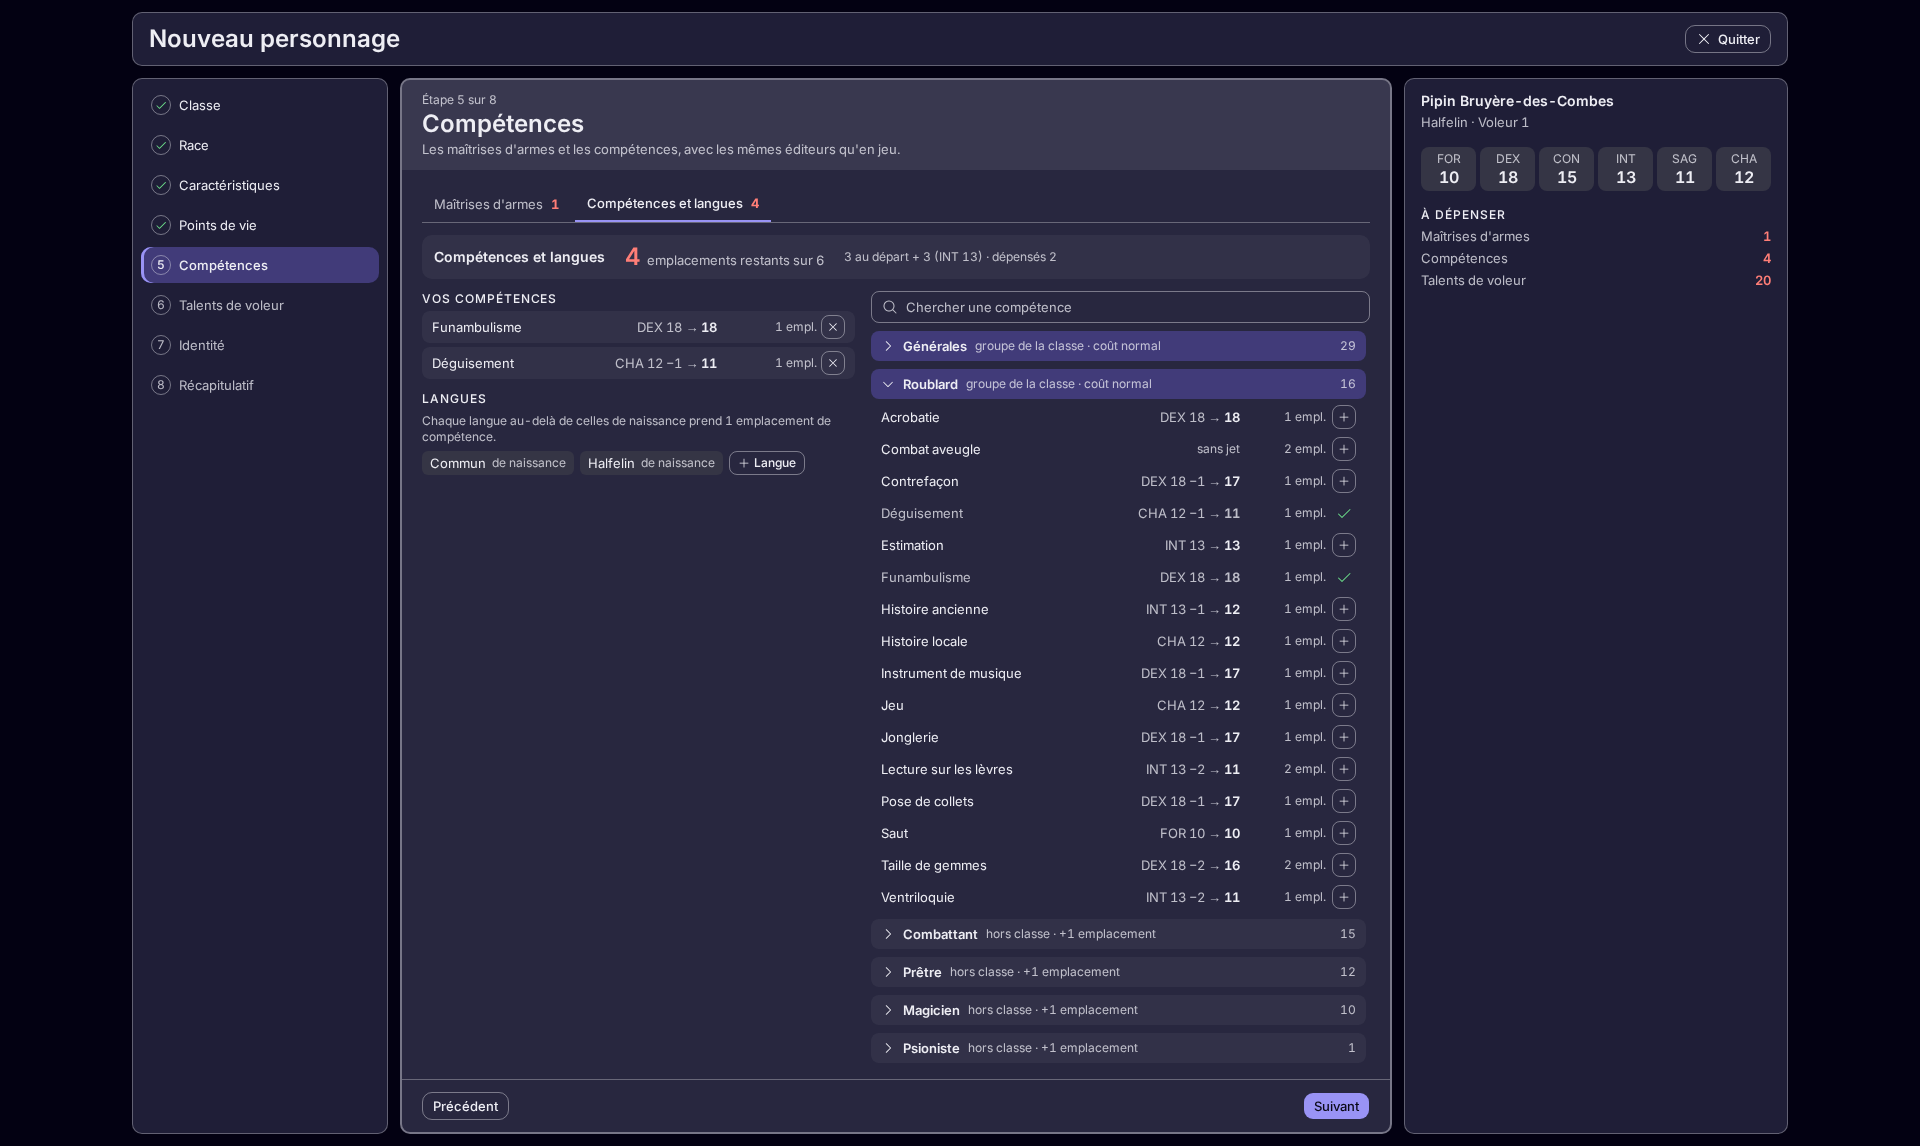 Nouveau personnage
Quitter
Classe
Race
Caractéristiques
Points de vie
5 Compétences
6 Talents de voleur
7 Identité
8 Récapitulatif
Étape 5 sur 8
Compétences
Les maîtrises d'armes et les compétences, avec les mêmes éditeurs qu'en jeu.
Maîtrises d'armes 1
Compétences et langues 4
Compétences et langues 4 emplacements restants sur 6 3 au départ + 3 (INT 13) · dépensés 2
VOS COMPÉTENCES
Funambulisme DEX 18 → 18 1 empl.
Déguisement CHA 12 −1 → 11 1 empl.
LANGUES
Chaque langue au-delà de celles de naissance prend 1 emplacement de
compétence.
Commun de naissance Halfelin de naissance + Langue
Chercher une compétence
Générales groupe de la classe · coût normal 29
Roublard groupe de la classe · coût normal 16
Acrobatie DEX 18 → 18 1 empl.
Combat aveugle sans jet 2 empl.
Contrefaçon DEX 18 −1 → 17 1 empl.
Déguisement CHA 12 −1 → 11 1 empl.
Estimation INT 13 → 13 1 empl.
Funambulisme DEX 18 → 18 1 empl.
Histoire ancienne INT 13 −1 → 12 1 empl.
Histoire locale CHA 12 → 12 1 empl.
Instrument de musique DEX 18 −1 → 17 1 empl.
Jeu CHA 12 → 12 1 empl.
Jonglerie DEX 18 −1 → 17 1 empl.
Lecture sur les lèvres INT 13 −2 → 11 2 empl.
Pose de collets DEX 18 −1 → 17 1 empl.
Saut FOR 10 → 10 1 empl.
Taille de gemmes DEX 18 −2 → 16 2 empl.
Ventriloquie INT 13 −2 → 11 1 empl.
Combattant hors classe · +1 emplacement 15
Prêtre hors classe · +1 emplacement 12
Magicien hors classe · +1 emplacement 10
Psioniste hors classe · +1 emplacement 1
Précédent
Suivant
Pipin Bruyère-des-Combes
Halfelin · Voleur 1
FOR DEX CON INT SAG CHA
10 18 15 13 11 12
À DÉPENSER
Maîtrises d'armes 1
Compétences 4
Talents de voleur 20